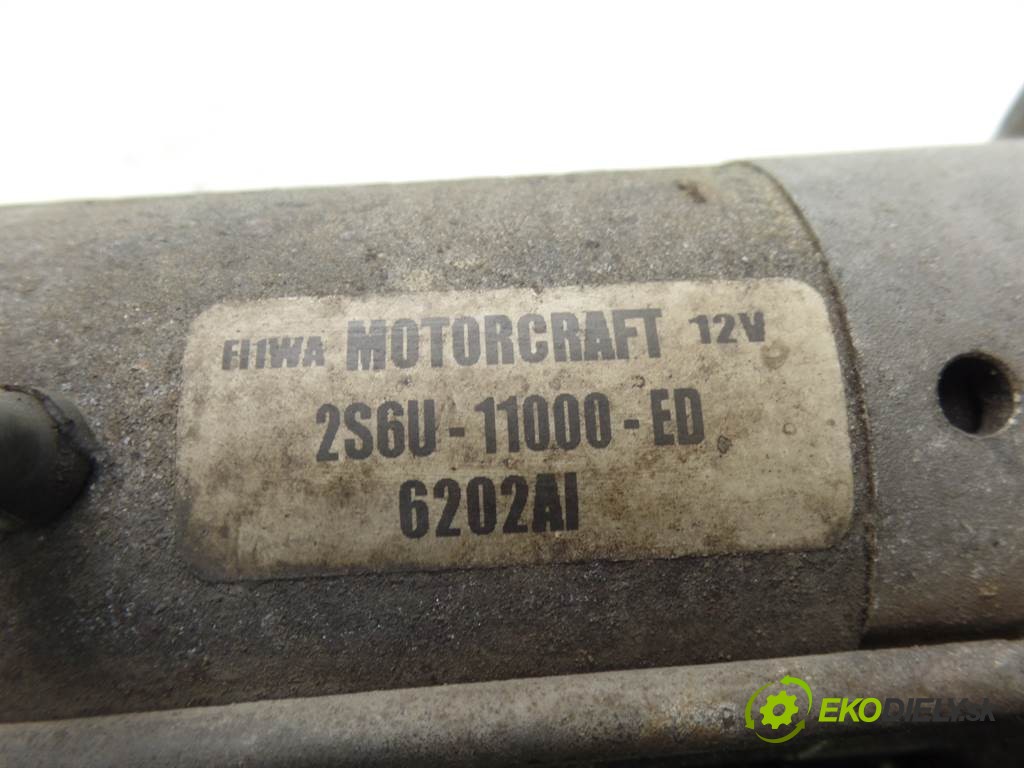 FI1WA MOTORCRAFT 12V
2S6U - 11000 - ED
6202AI
EKODIELY.SK